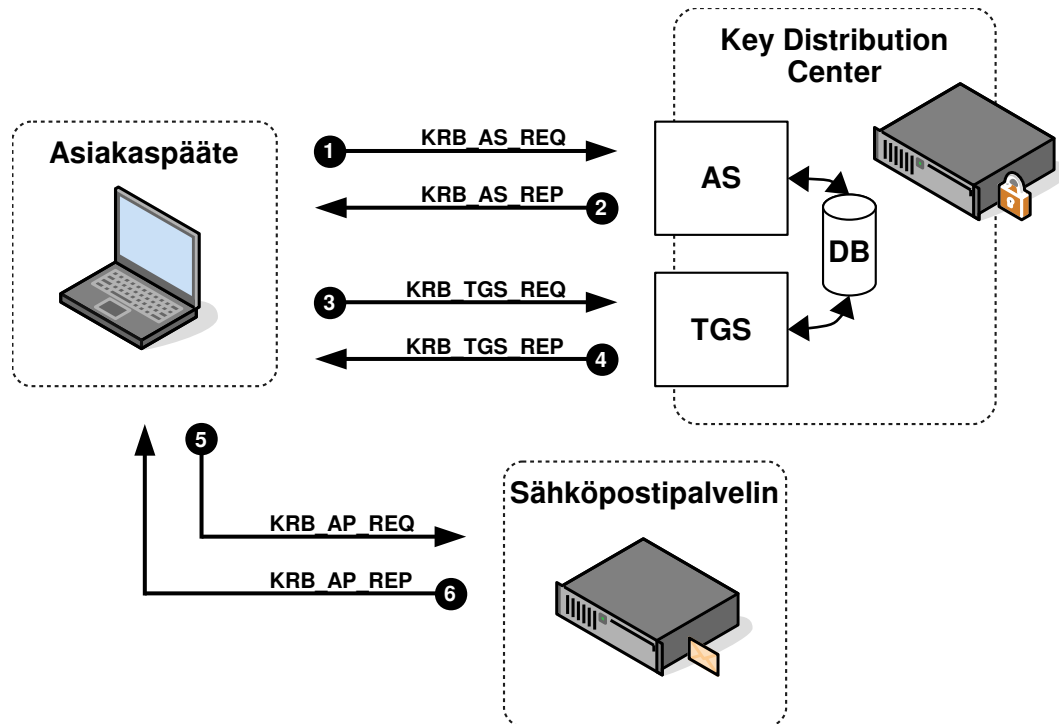 Key Distribution
Center
Asiakaspääte
1 KRB_AS_REQ
AS
KRB_AS_REP 2
DB
3 KRB_TGS_REQ
TGS
KRB_TGS_REP 4
5
Sähköpostipalvelin
KRB_AP_REQ
KRB_AP_REP 6